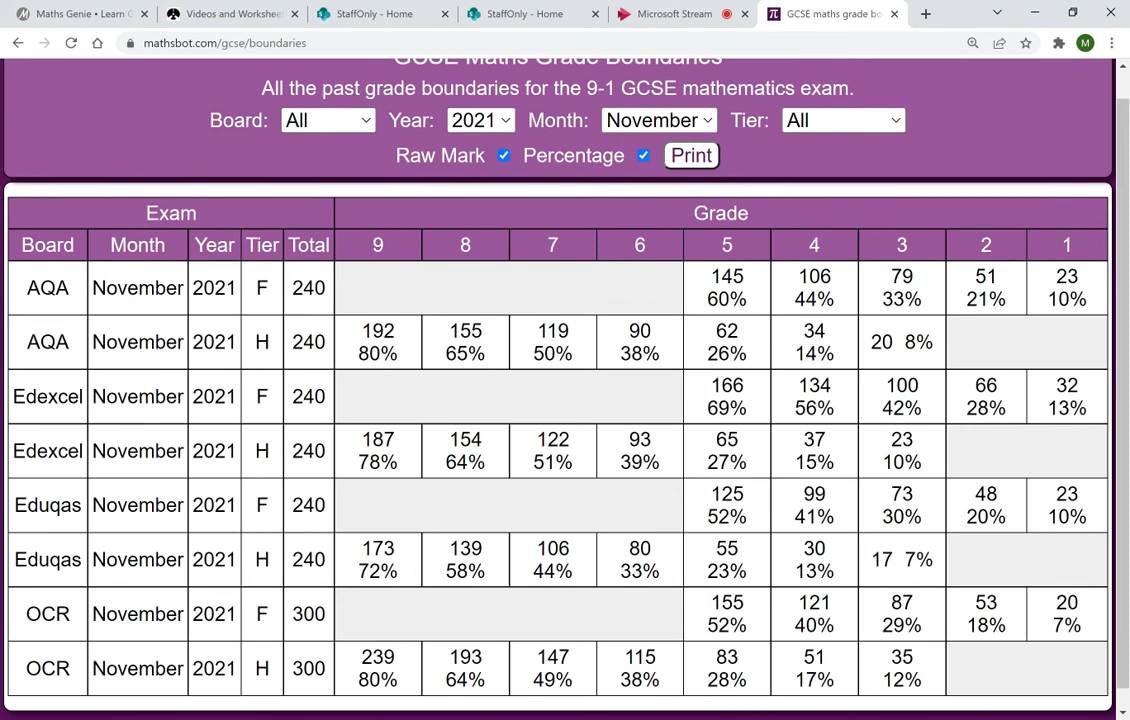 Maths Genie • Learn G
Videos and Workshee
StaffOnly - Home
StaffOnly - Home
Microsoft Stream
GCSE maths grade bo
mathsbot.com/gcse/boundaries
M
GCSE Maths Grade Boundaries
All the past grade boundaries for the 9-1 GCSE mathematics exam.
Board: All Year: 2021 Month: November Tier: All
Raw Mark Percentage Print
Exam Grade
Board Month Year Tier Total 9 8 7 6 5 4 3 2 1
AQA November 2021 F 240 145 60% 106 44% 79 33% 51 21% 23 10%
AQA November 2021 H 240 192 80% 155 65% 119 50% 90 38% 62 26% 34 14% 20 8%
Edexcel November 2021 F 240 166 69% 134 56% 100 42% 66 28% 32 13%
Edexcel November 2021 H 240 187 78% 154 64% 122 51% 93 39% 65 27% 37 15% 23 10%
Eduqas November 2021 F 240 125 52% 99 41% 73 30% 48 20% 23 10%
Eduqas November 2021 H 240 173 72% 139 58% 106 44% 80 33% 55 23% 30 13% 17 7%
OCR November 2021 F 300 155 52% 121 40% 87 29% 53 18% 20 7%
OCR November 2021 H 300 239 80% 193 64% 147 49% 115 38% 83 28% 51 17% 35 12%